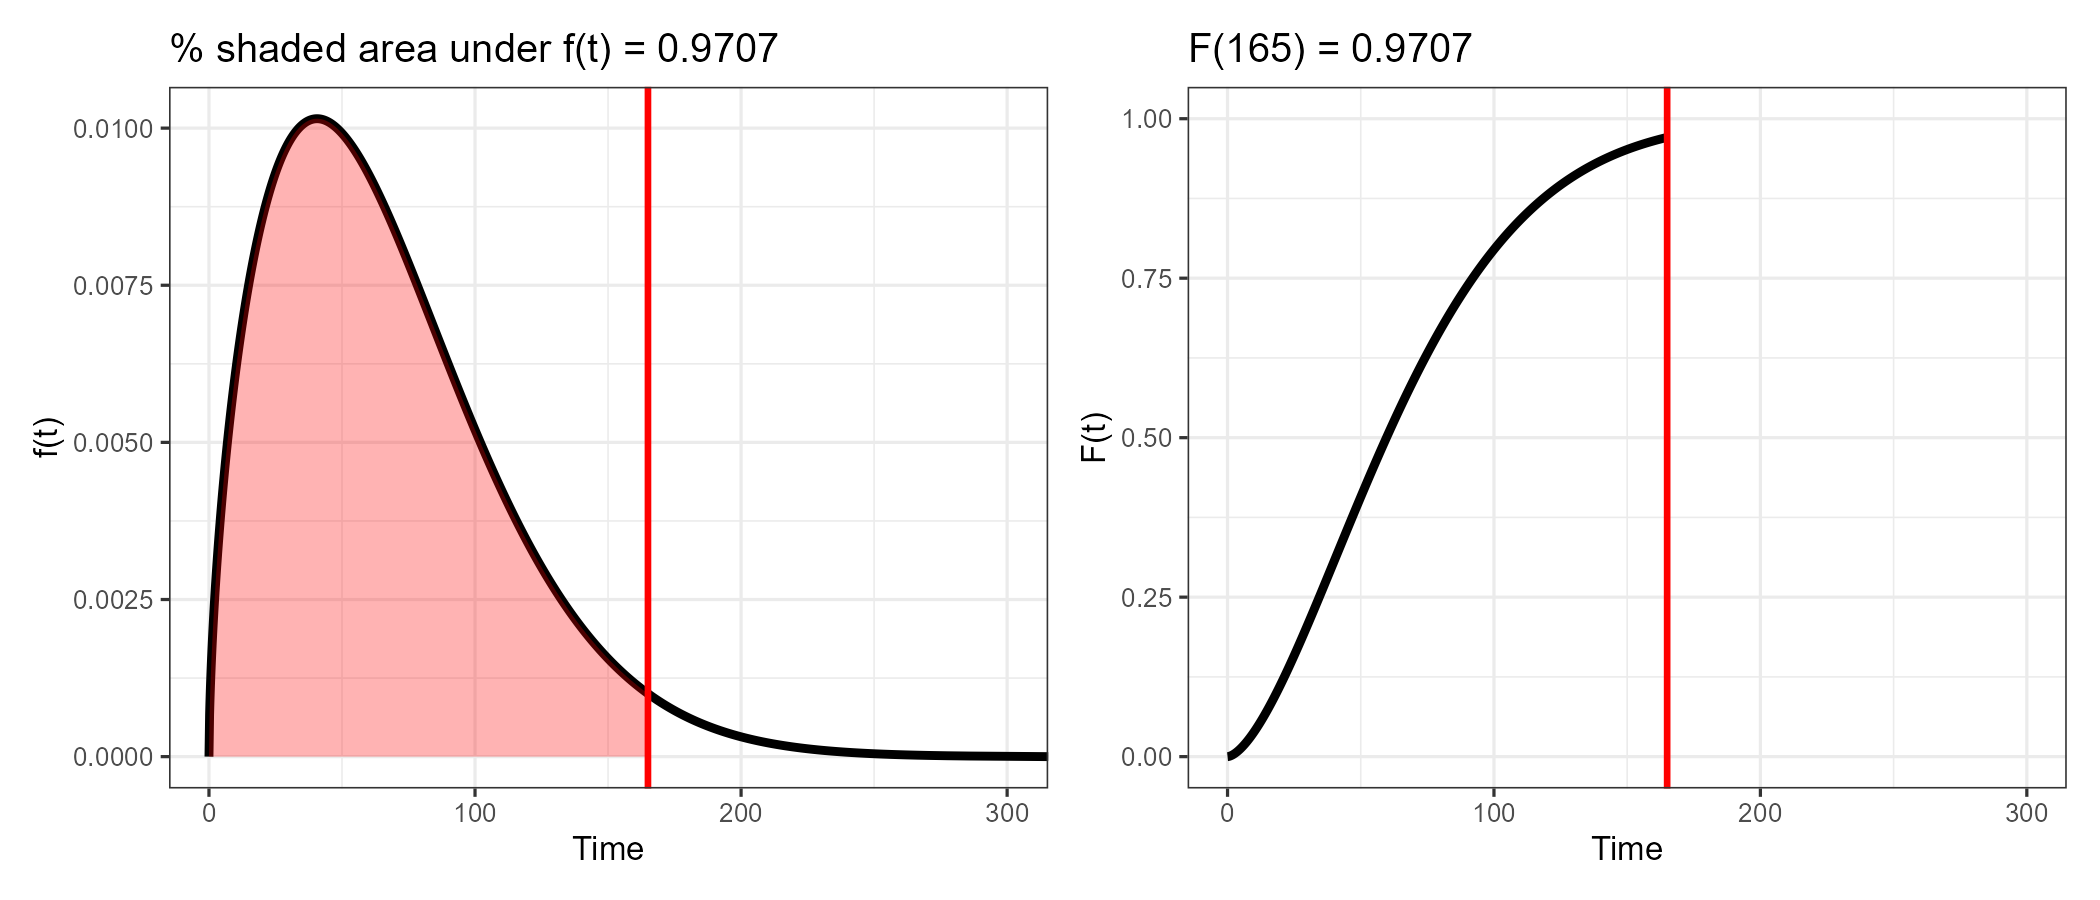 % shaded area under f(t) = 0.9707
0.0100
0.0075
0.0050
0.0025
0.0000
f(t)
0 100 200 300
Time
F(165) = 0.9707
1.00
0.75
0.50
0.25
0.00
F(t)
0 100 200 300
Time